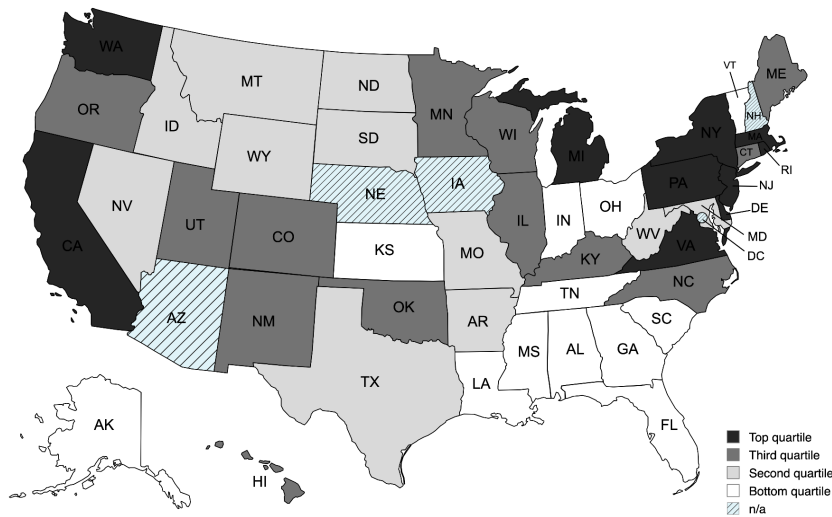 WA
MT
ND
MN
VT
ME
OR
ID
SD
WI
NH
NY
MA
CT
RI
WY
MI
PA
NJ
NE
IA
DE
NV
UT
CO
IL
IN
OH
WV
MD
CA
KS
MO
KY
VA
DC
AZ
NM
OK
TN
NC
AR
SC
TX
LA
MS
AL
GA
AK
FL
HI
Top quartile
Third quartile
Second quartile
Bottom quartile
n/a